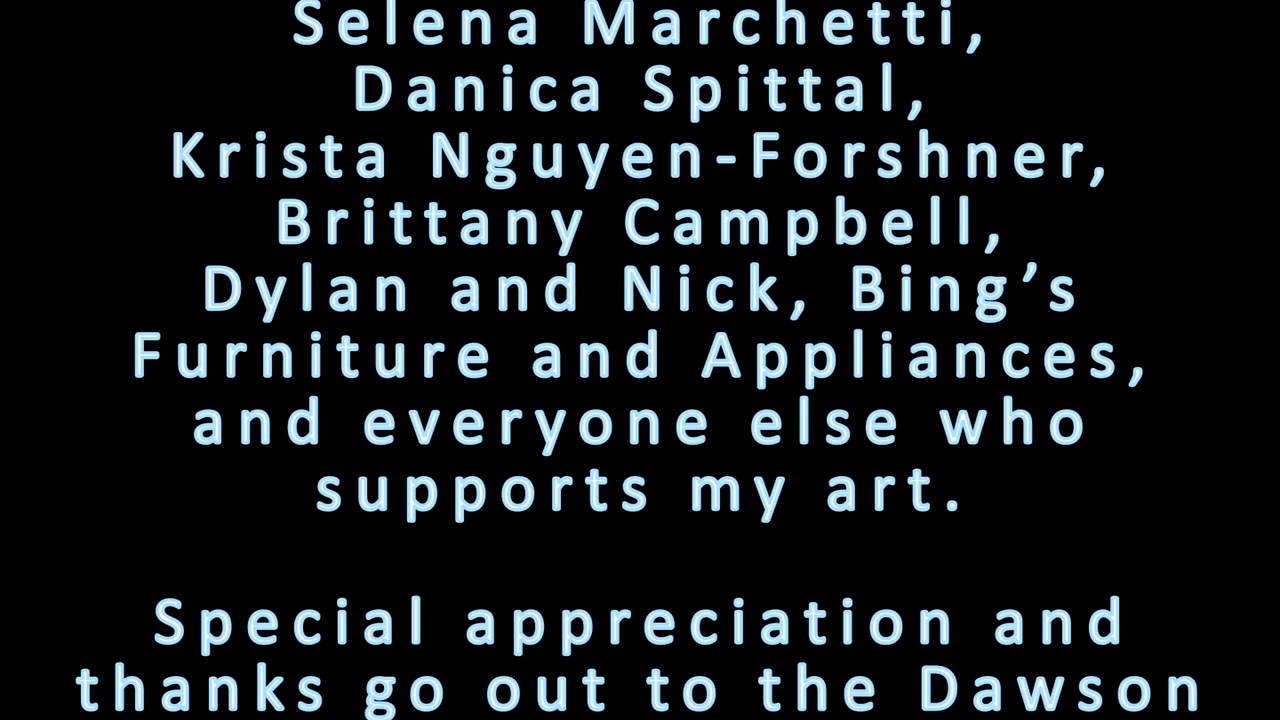 Selena Marchetti,
Danica Spittal,
Krista Nguyen-Forshner,
Brittany Campbell,
Dylan and Nick, Bing’s
Furniture and Appliances,
and everyone else who
supports my art.
Special appreciation and
thanks go out to the Dawson